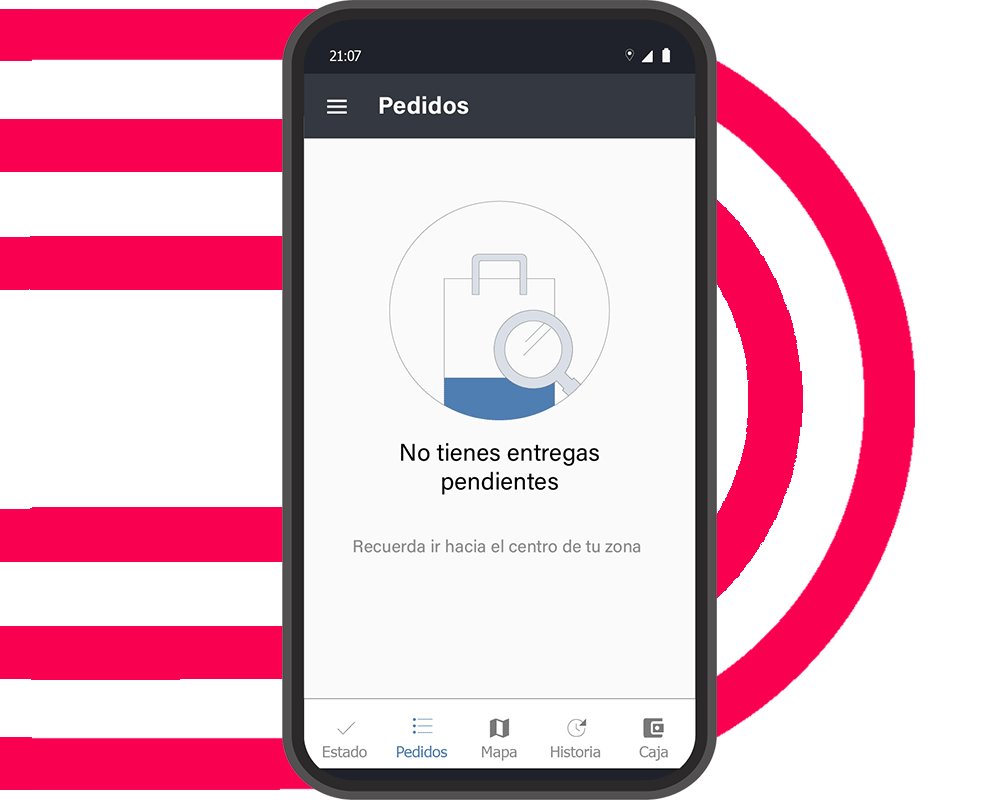 21:07
Pedidos
No tienes entregas
pendientes
Recuerda ir hacia el centro de tu zona
Estado Pedidos Mapa Historia Caja